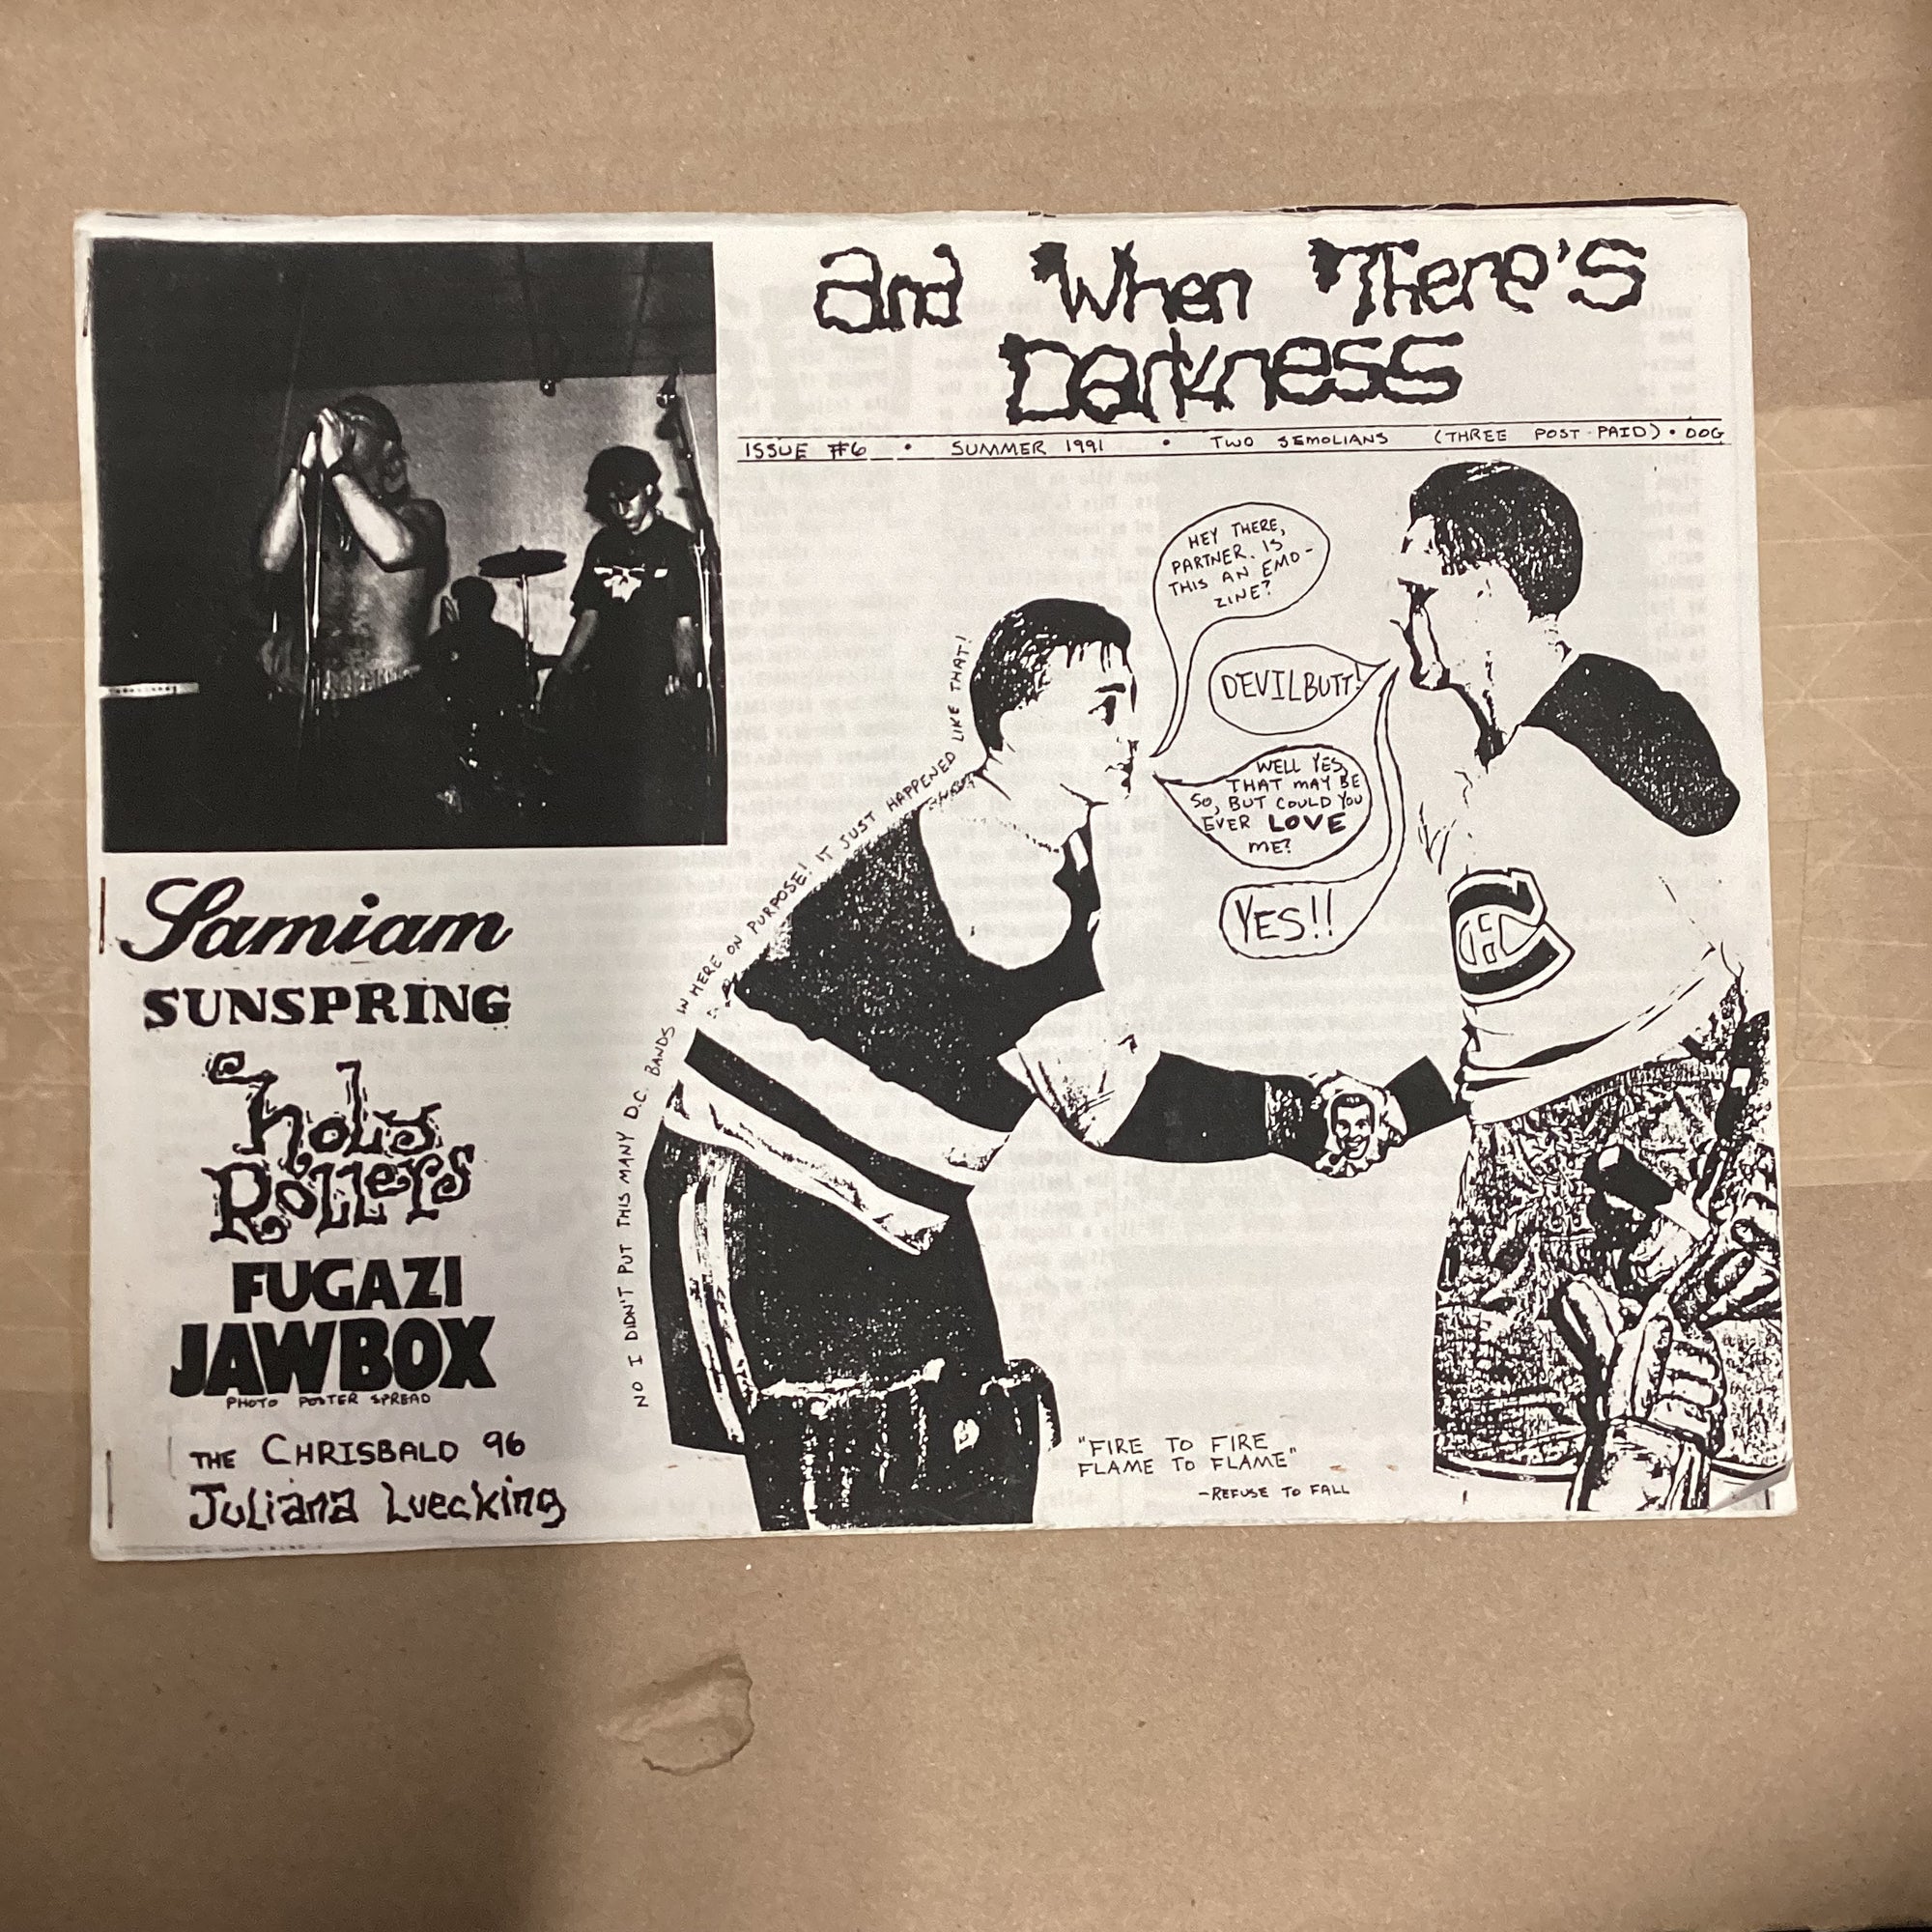 and When There's
Darkness
ISSUE #6 • SUMMER 1991 • TWO SEMOLIANS (THREE POST-PAID) • DOG
HEY THERE,
PARTNER. IS
THIS AN EMO-
ZINE?
DEVILBUTT!
WELL YES,
THAT MAY BE
SO, BUT COULD YOU
EVER LOVE
ME?
YES!!
NO I DIDN'T PUT THIS MANY D.C. BANDS IN HERE ON PURPOSE! IT JUST HAPPENED LIKE THAT!
Samiam
SUNSPRING
Holy
Rollers
FUGAZI
JAWBOX
PHOTO POSTER SPREAD
THE CHRISBALD 96
Juliana Luecking
"FIRE TO FIRE
FLAME TO FLAME"
-REFUSE TO FALL
CH